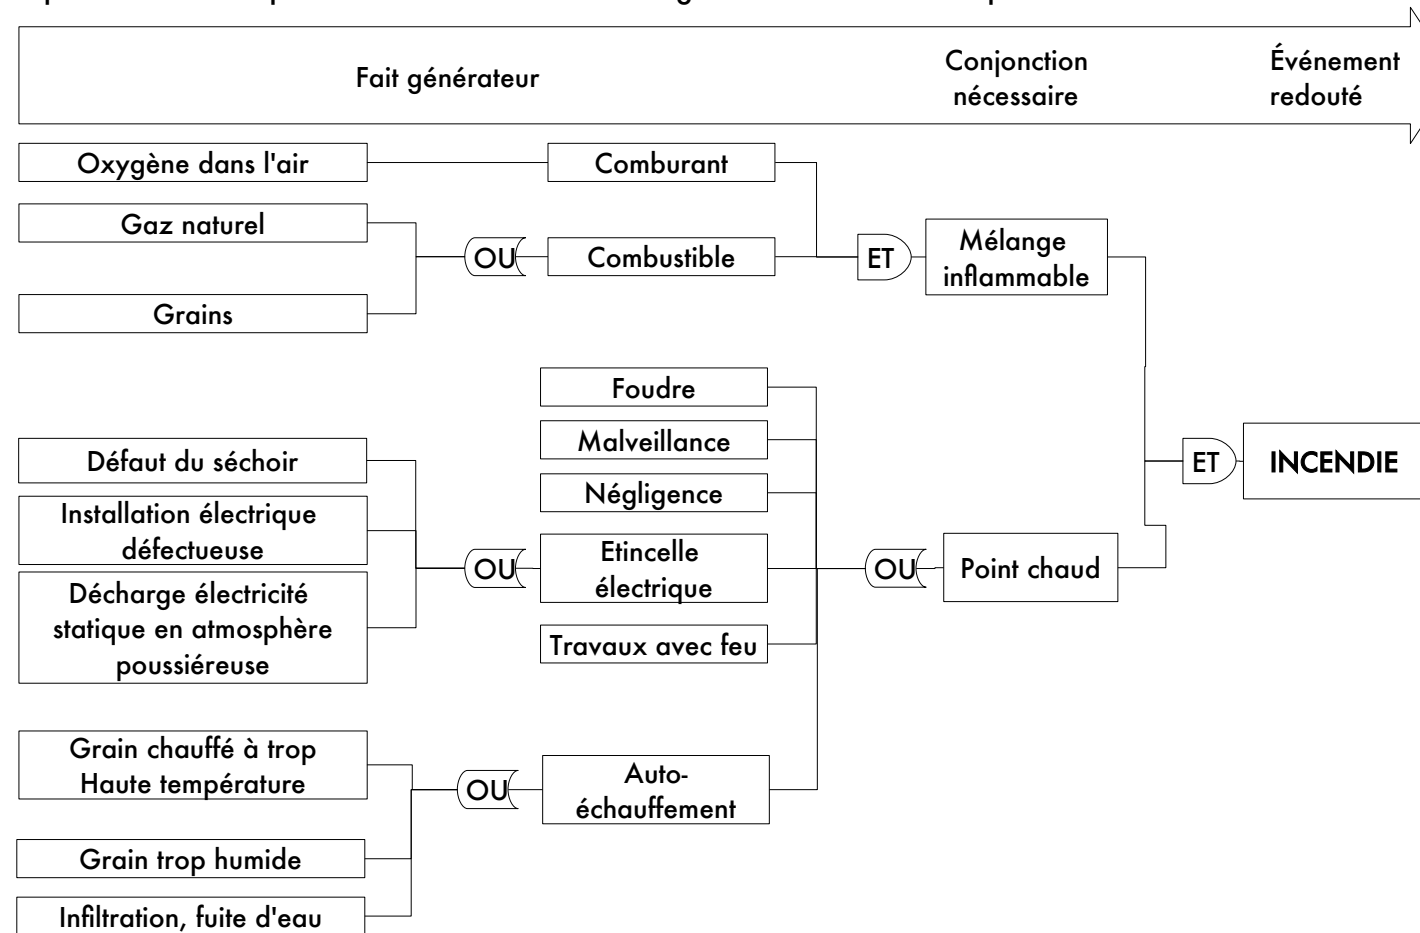 Fait générateur
Conjonction
nécessaire
Événement
redouté
Oxygène dans l'air
Comburant
Gaz naturel
OU
Combustible
ET
Mélange
inflammable
Grains
Foudre
Malveillance
Défaut du séchoir
ET
INCENDIE
Négligence
Installation électrique
défectueuse
OU
Etincelle
électrique
OU
Point chaud
Décharge électricité
statique en atmosphère
poussiéreuse
Travaux avec feu
Grain chauffé à trop
Haute température
OU
Auto-
échauffement
Grain trop humide
Infiltration, fuite d'eau